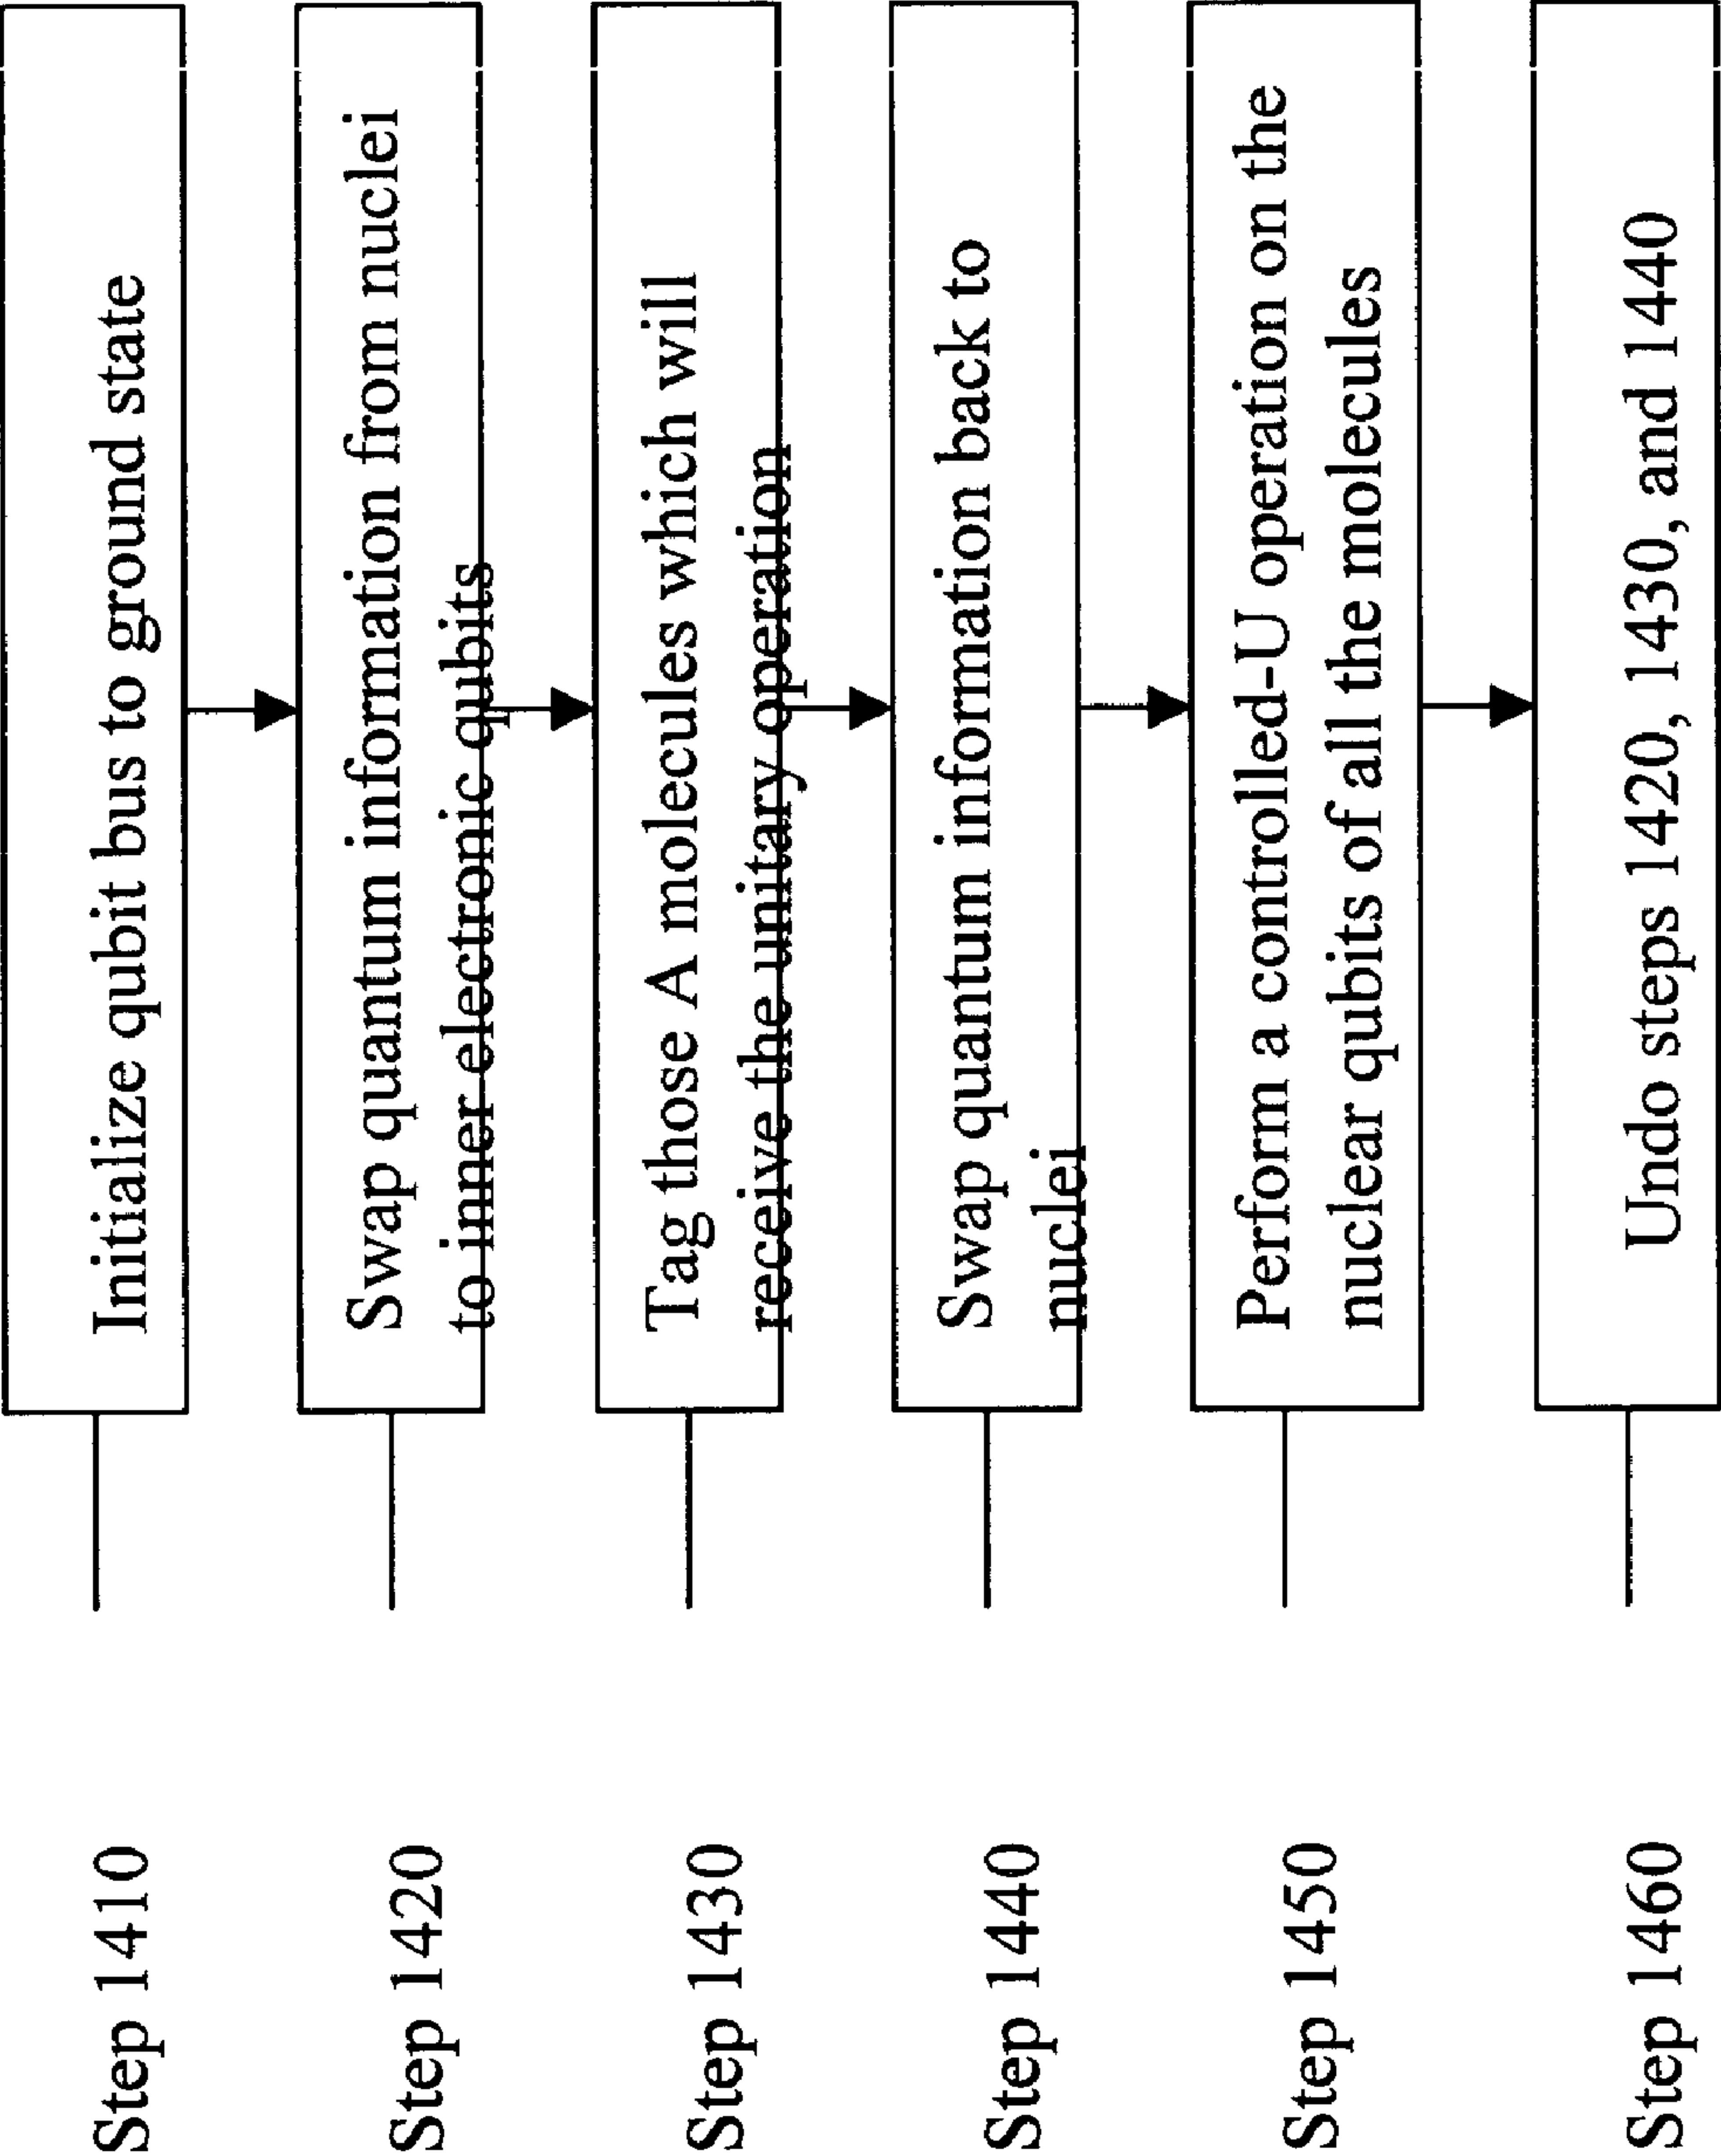 Step 1410
Initialize qubit bus to ground state
Step 1420
Swap quantum information from nuclei
to inner electronic qubits
Step 1430
Tag those A molecules which will
receive the unitary operation
Step 1440
Swap quantum information back to
nuclei
Step 1450
Perform a controlled-U operation on the
nuclear qubits of all the molecules
Step 1460
Undo steps 1420, 1430, and 1440